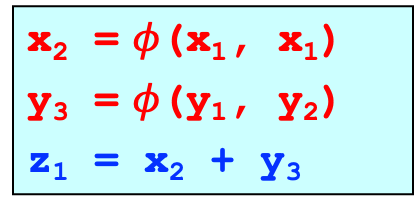 x₂ = ϕ(x₁, x₁)
y₃ = ϕ(y₁, y₂)
z₁ = x₂ + y₃